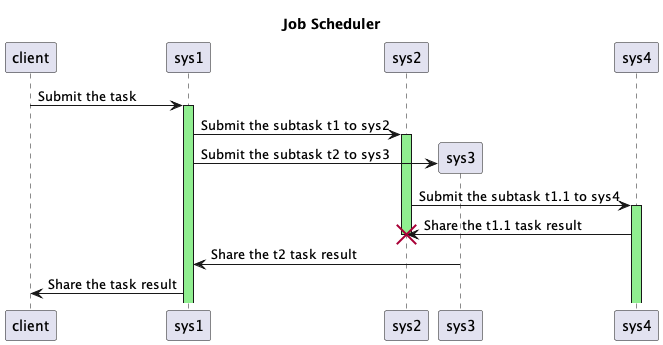 Job Scheduler
client
sys1
sys2
sys4
Submit the task
Submit the subtask t1 to sys2
Submit the subtask t2 to sys3
sys3
Submit the subtask t1.1 to sys4
Share the t1.1 task result
Share the t2 task result
Share the task result
client
sys1
sys2
sys3
sys4